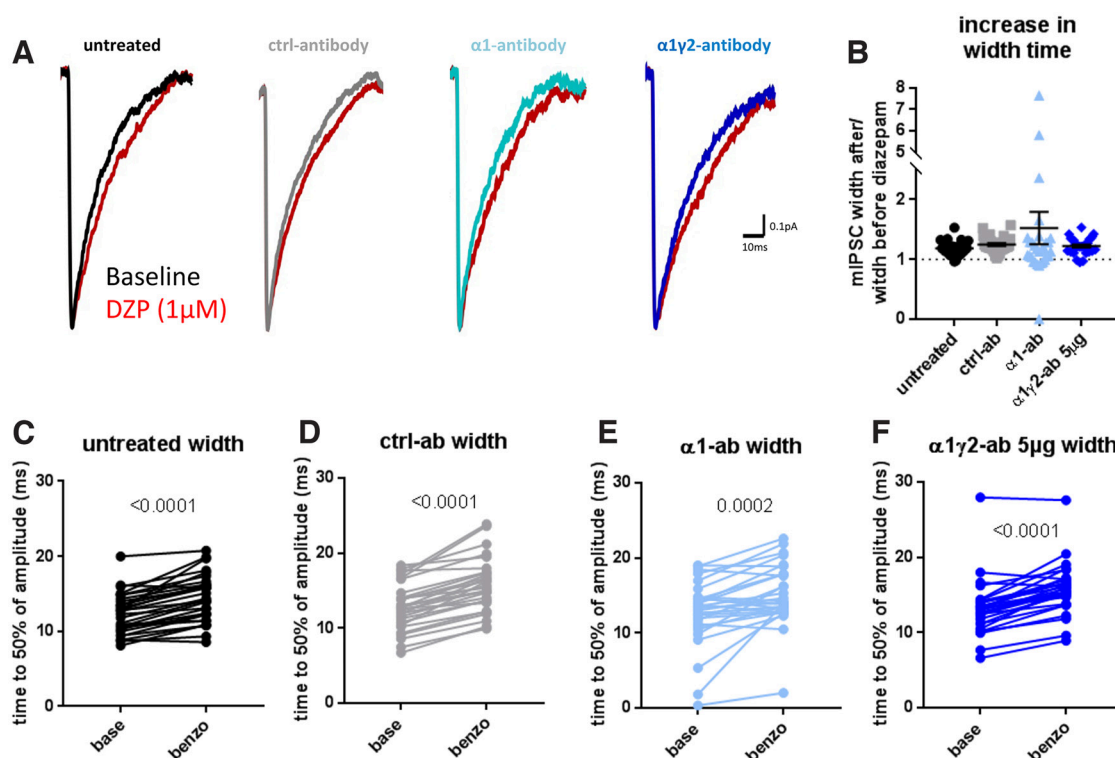 A
untreated
ctrl-antibody
α1-antibody
α1γ2-antibody
Baseline
DZP (1μM)
0.1pA
10ms
B
increase in
width time
mIPSC width after/
witdh before diazepam
8
7
6
5
2
1
0
untreated
ctrl-ab
α1-ab
α1γ2-ab 5μg
C
untreated width
time to 50% of amplitude (ms)
30
20
10
0
<0.0001
base
benzo
D
ctrl-ab width
time to 50% of amplitude (ms)
30
20
10
0
<0.0001
base
benzo
E
α1-ab width
time to 50% of amplitude (ms)
30
20
10
0
0.0002
base
benzo
F
α1γ2-ab 5μg width
time to 50% of amplitude (ms)
30
20
10
0
<0.0001
base
benzo